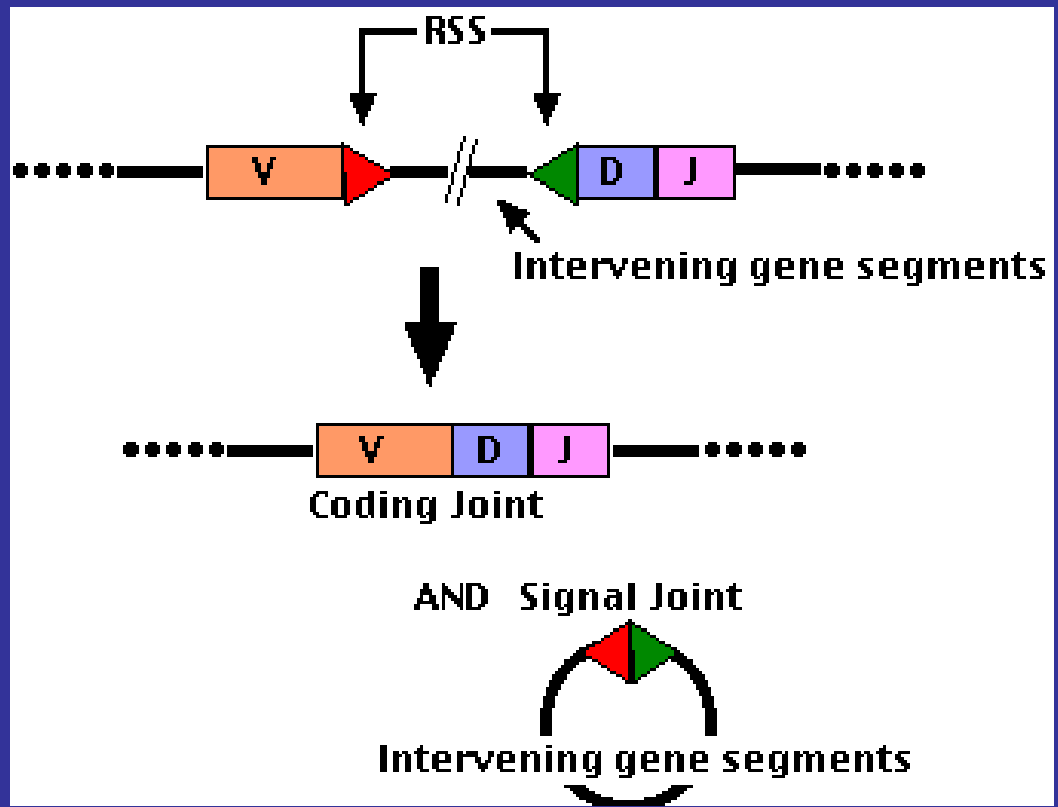 RSS
V D J
Intervening gene segments
V D J
Coding Joint
AND Signal Joint
Intervening gene segments